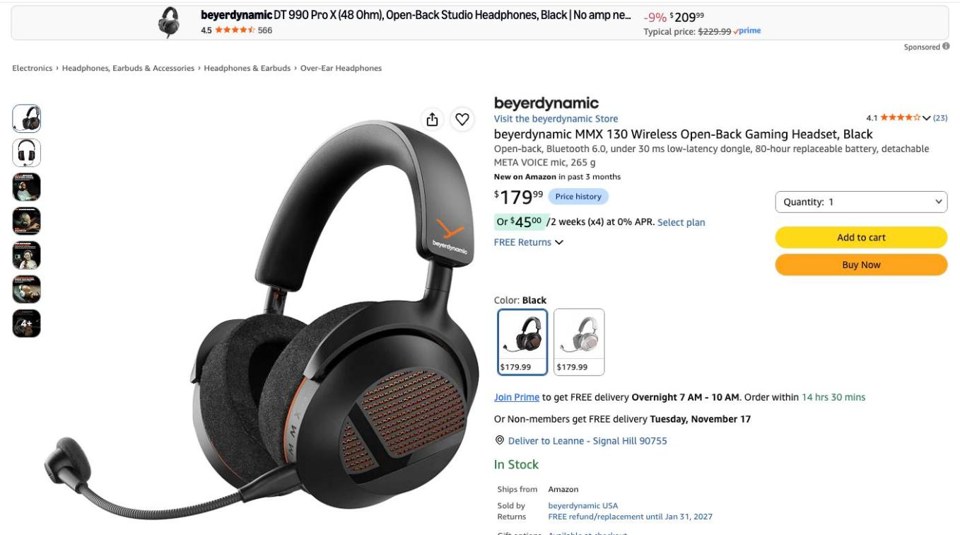 beyerdynamic DT 990 Pro X (48 Ohm), Open-Back Studio Headphones, Black | No amp ne...
4.5 566
-9% $209.99
Typical price: $229.99 prime
Sponsored
Electronics › Headphones, Earbuds & Accessories › Headphones & Earbuds › Over-Ear Headphones
4+
beyerdynamic
MMX
beyerdynamic
Visit the beyerdynamic Store
4.1 (23)
beyerdynamic MMX 130 Wireless Open-Back Gaming Headset, Black
Open-back, Bluetooth 6.0, under 30 ms low-latency dongle, 80-hour replaceable battery, detachable
META VOICE mic, 265 g
New on Amazon in past 3 months
$179.99 Price history
Or $45.00 /2 weeks (x4) at 0% APR. Select plan
FREE Returns
Quantity: 1
Add to cart
Buy Now
Color: Black
$179.99 $179.99
Join Prime to get FREE delivery Overnight 7 AM - 10 AM. Order within 14 hrs 30 mins
Or Non-members get FREE delivery Tuesday, November 17
Deliver to Leanne - Signal Hill 90755
In Stock
Ships from Amazon
Sold by beyerdynamic USA
Returns FREE refund/replacement until Jan 31, 2027